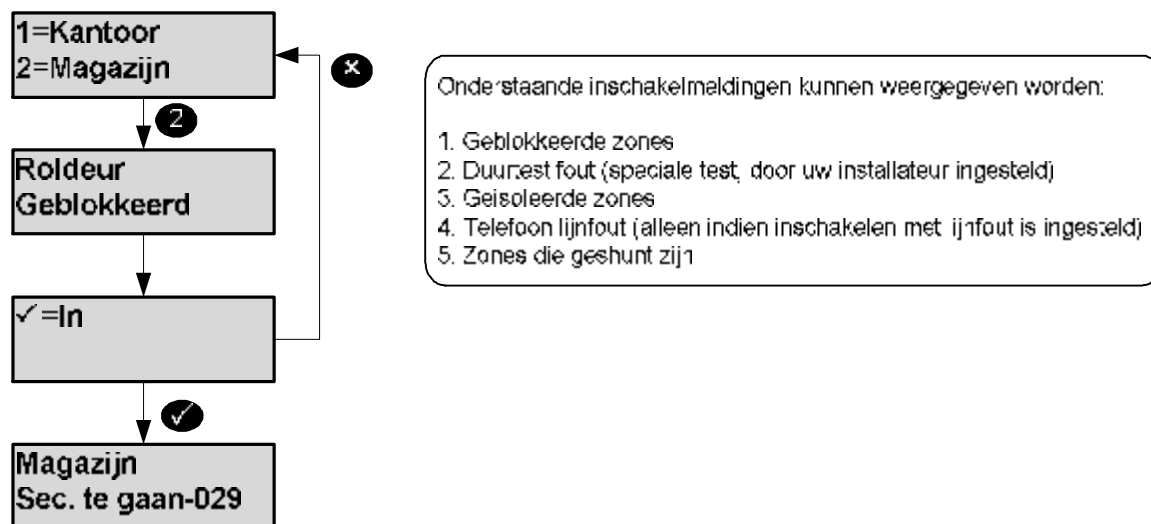 1=Kantoor
2=Magazijn
×
2
Roldeur
Geblokkeerd
✓=In
✓
Magazijn
Sec. te gaan-029
Onderstaande inschakelmeldingen kunnen weergegeven worden:
1. Geblokkeerde zones
2. Duurtest fout (speciale test, door uw installateur ingesteld)
3. Geisoleerde zones
4. Telefoon lijnfout (alleen indien inschakelen met lijnfout is ingesteld)
5. Zones die geshunt zijn